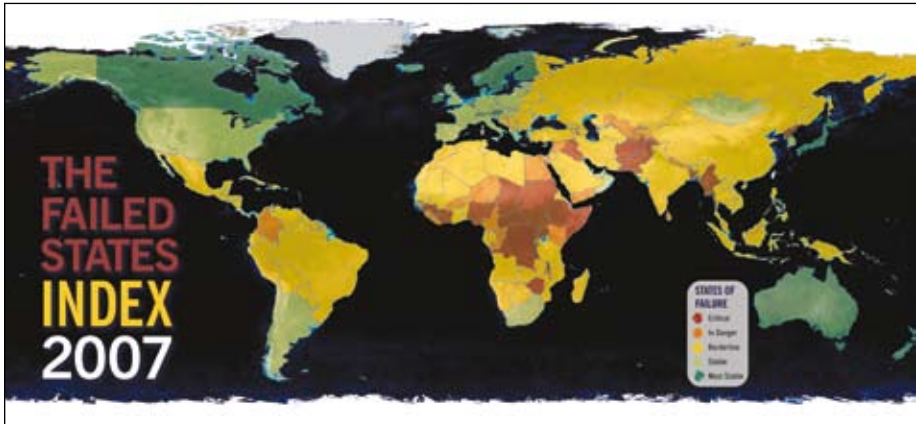 THE
FAILED
STATES
INDEX
2007
STATES OF
FAILURE
Critical
In Danger
Borderline
Stable
Most Stable